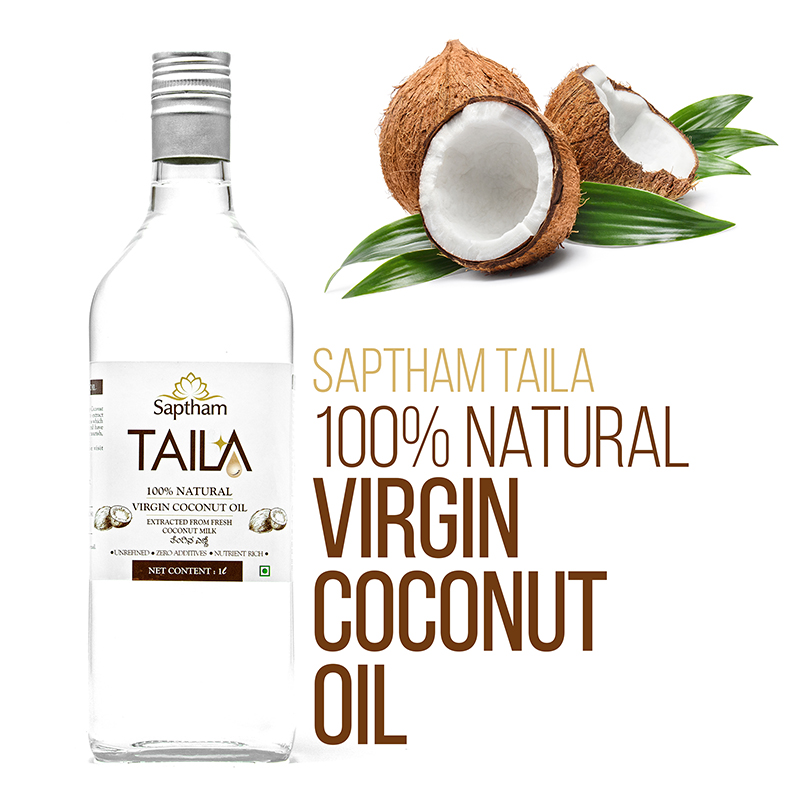 Saptham
TAILA
100% NATURAL
VIRGIN COCONUT OIL
EXTRACTED FROM FRESH
COCONUT MILK
ತೆಂಗಿನ ಎಣ್ಣೆ
• UNREFINED • ZERO ADDITIVES • NUTRIENT RICH •
NET CONTENT : 1ℓ
SAPTHAM TAILA
100% NATURAL
VIRGIN
COCONUT
OIL